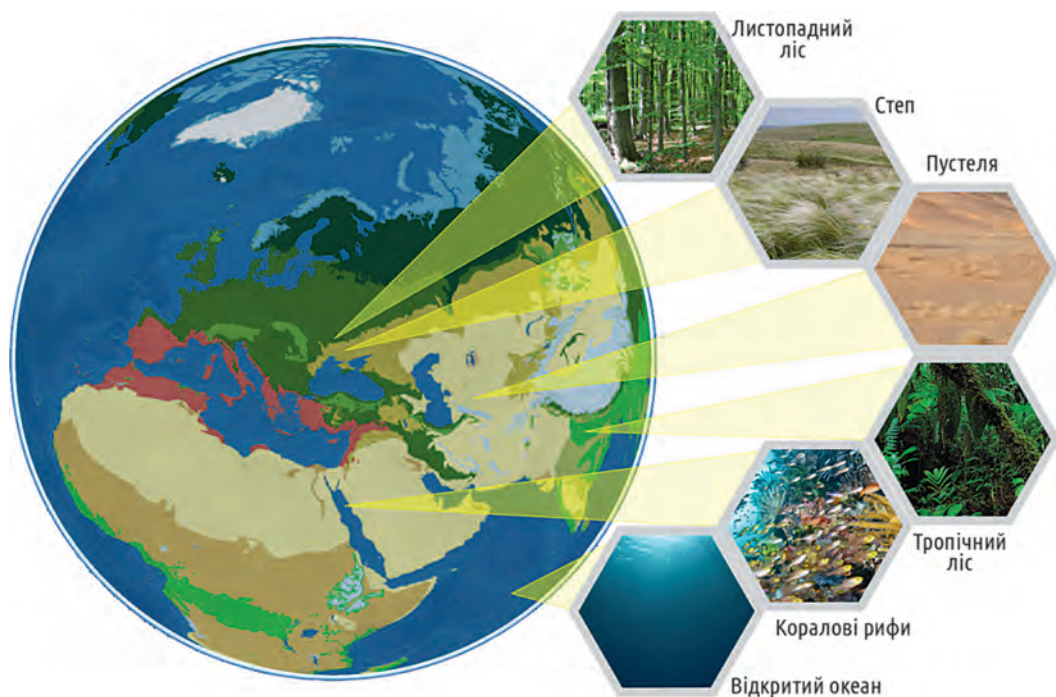 Листопадний
ліс
Степ
Пустеля
Тропічний
ліс
Коралові рифи
Відкритий океан